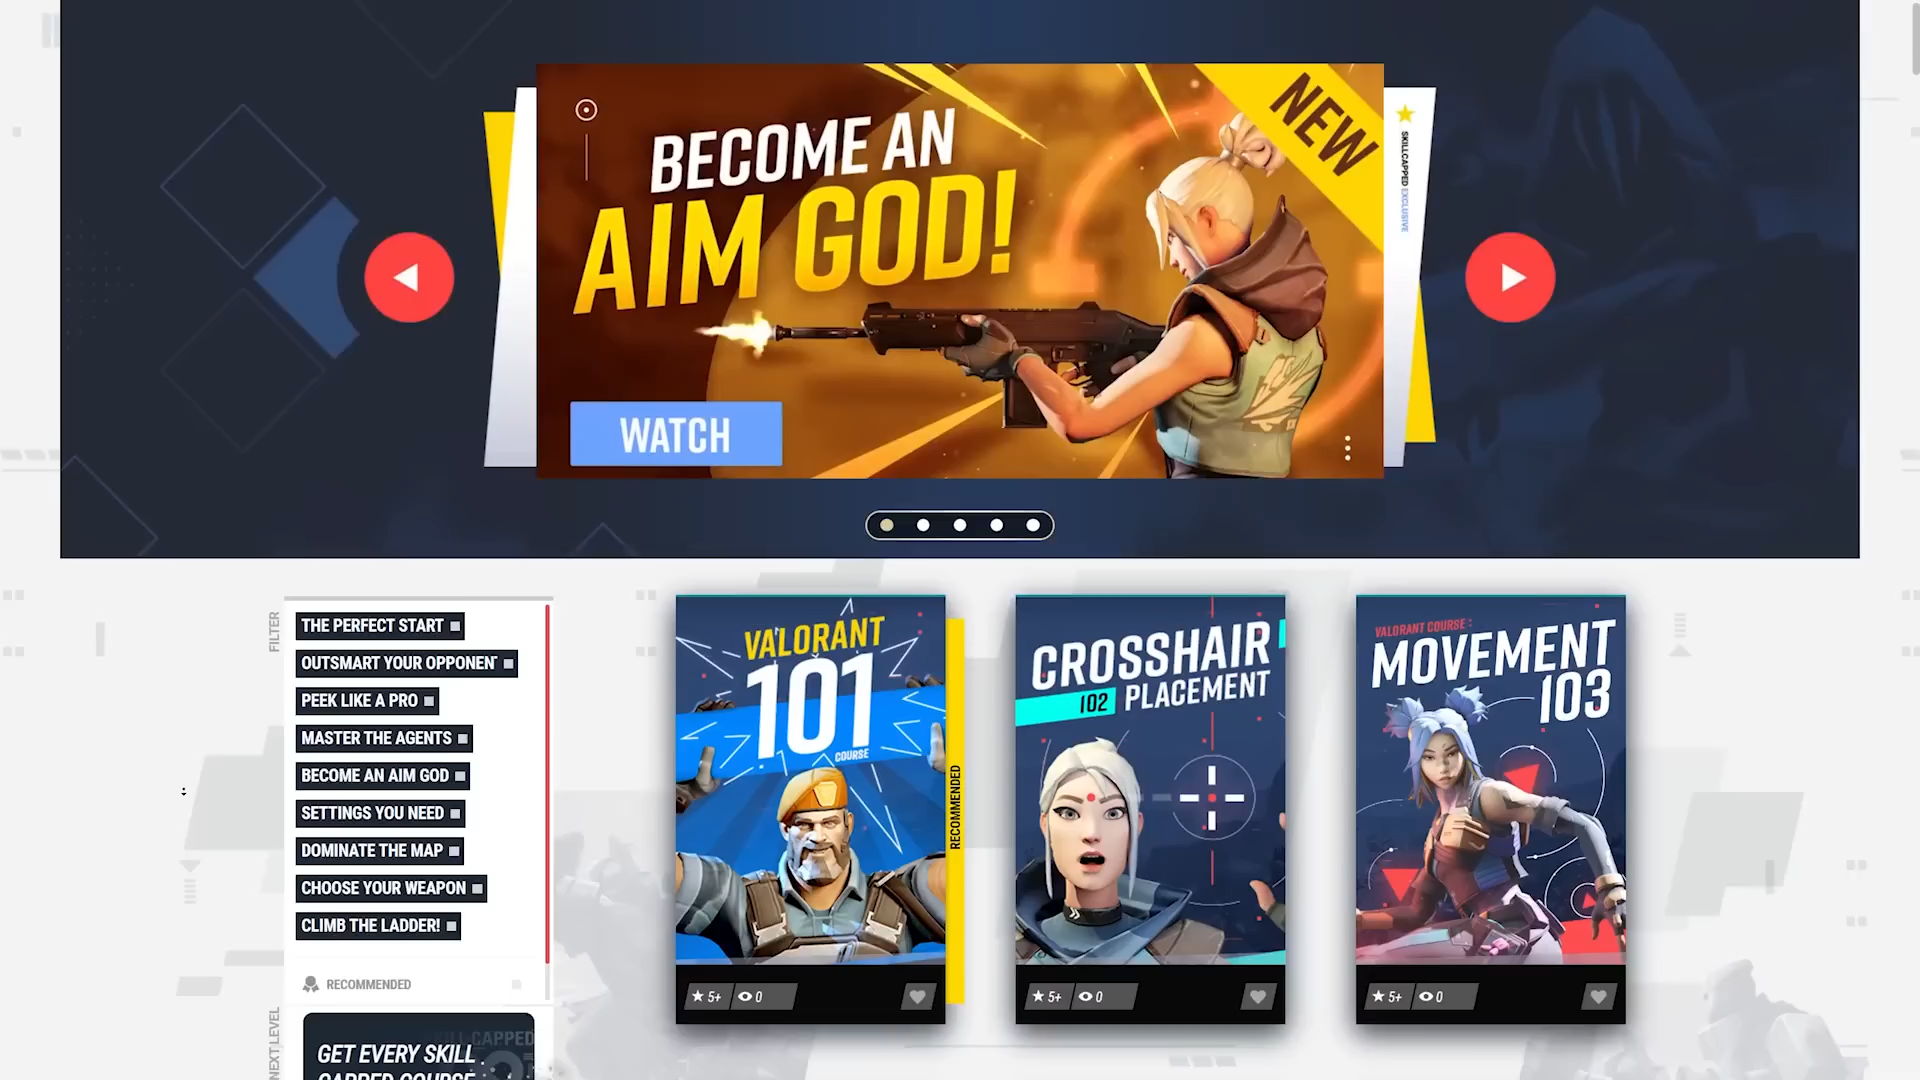 BECOME AN
AIM GOD!
NEW
SKILLCAPPED EXCLUSIVE
WATCH
FILTER
THE PERFECT START
OUTSMART YOUR OPPONENT
PEEK LIKE A PRO
MASTER THE AGENTS
BECOME AN AIM GOD
SETTINGS YOU NEED
DOMINATE THE MAP
CHOOSE YOUR WEAPON
CLIMB THE LADDER!
RECOMMENDED
NEXT LEVEL
GET EVERY SKILL
CAPPED COURSE
VALORANT
101
COURSE
RECOMMENDED
5+ 0
CROSSHAIR
102 PLACEMENT
5+ 0
VALORANT COURSE :
MOVEMENT
103
5+ 0